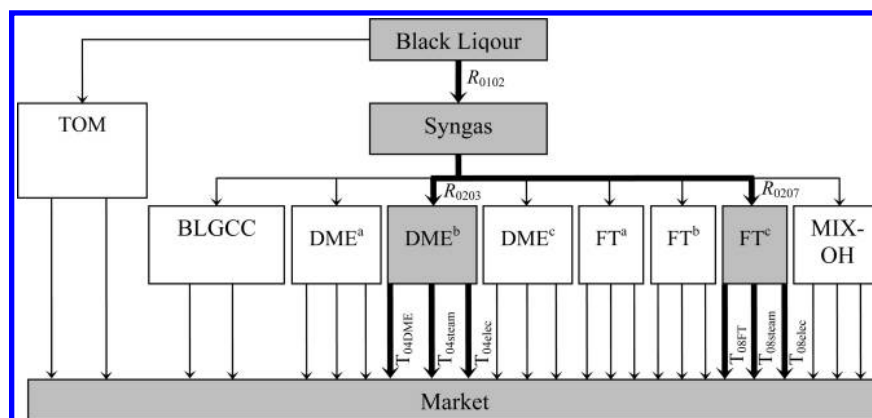 Black Liqour
R0102
TOM
Syngas
R0203
R0207
BLGCC
DMEa
DMEb
DMEc
FTa
FTb
FTc
MIX-
OH
T04DME
T04steam
T04elec
T08FT
T08steam
T08elec
Market